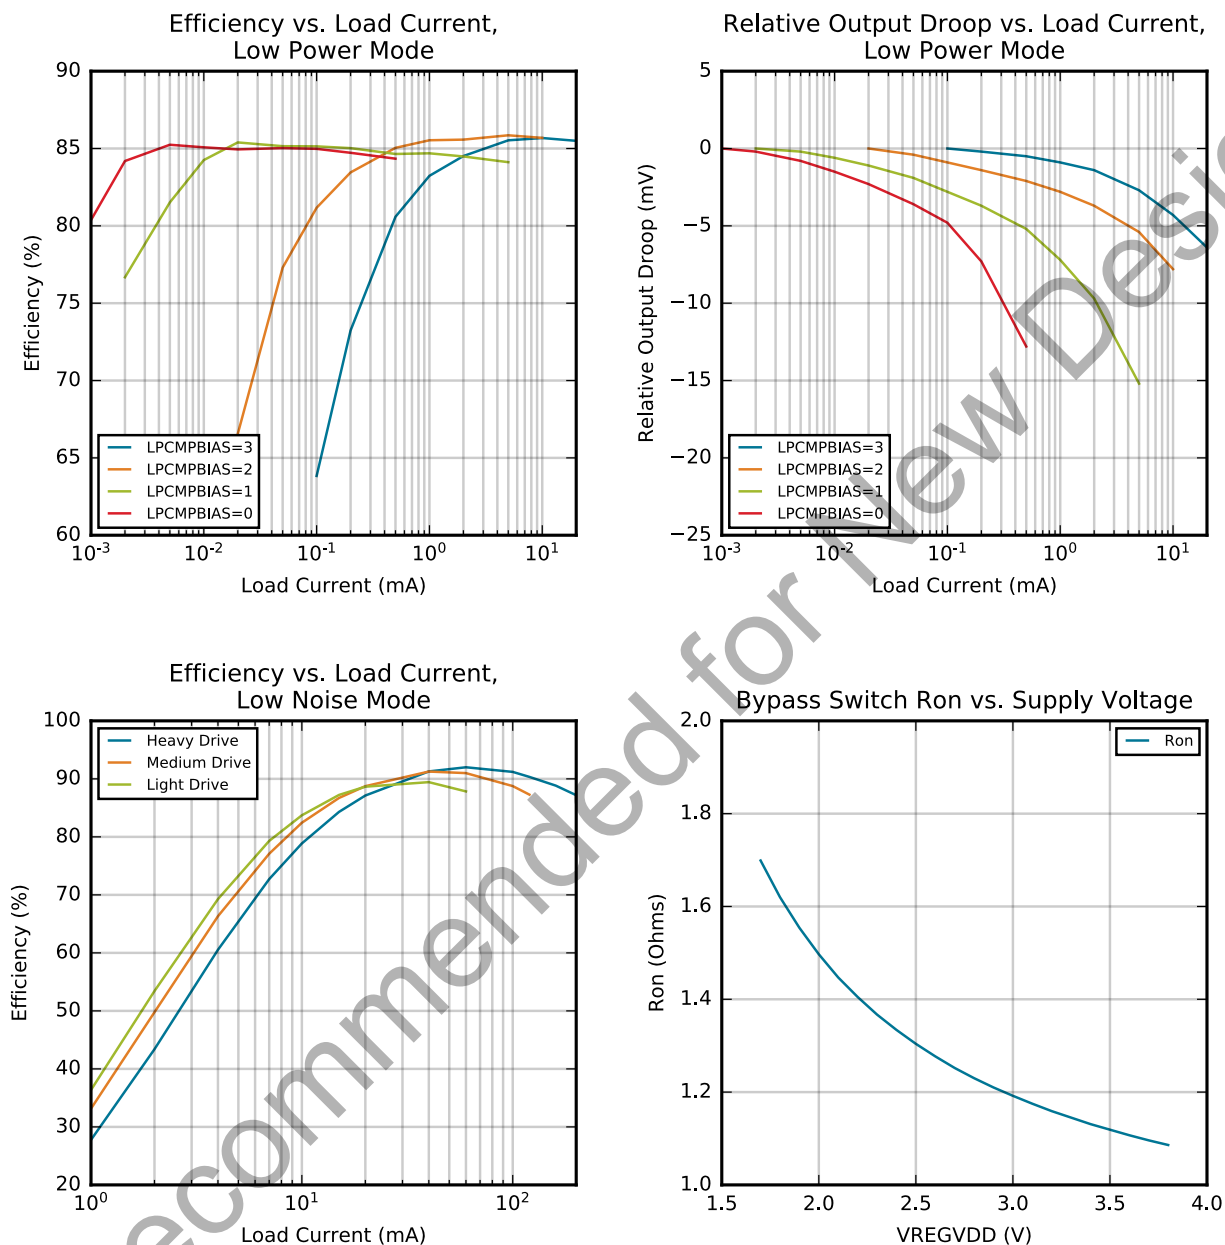 Efficiency vs. Load Current,
Low Power Mode
Efficiency (%)
90
85
80
75
70
65
60
LPCMPBIAS=3
LPCMPBIAS=2
LPCMPBIAS=1
LPCMPBIAS=0
10⁻³ 10⁻² 10⁻¹ 10⁰ 10¹
Load Current (mA)
Relative Output Droop vs. Load Current,
Low Power Mode
Relative Output Droop (mV)
5
0
−5
−10
−15
−20
−25
LPCMPBIAS=3
LPCMPBIAS=2
LPCMPBIAS=1
LPCMPBIAS=0
10⁻³ 10⁻² 10⁻¹ 10⁰ 10¹
Load Current (mA)
Efficiency vs. Load Current,
Low Noise Mode
Efficiency (%)
100
90
80
70
60
50
40
30
20
Heavy Drive
Medium Drive
Light Drive
10⁰ 10¹ 10²
Load Current (mA)
Bypass Switch Ron vs. Supply Voltage
Ron (Ohms)
2.0
1.8
1.6
1.4
1.2
1.0
Ron
1.5 2.0 2.5 3.0 3.5 4.0
VREGVDD (V)
ecommended for New Desig